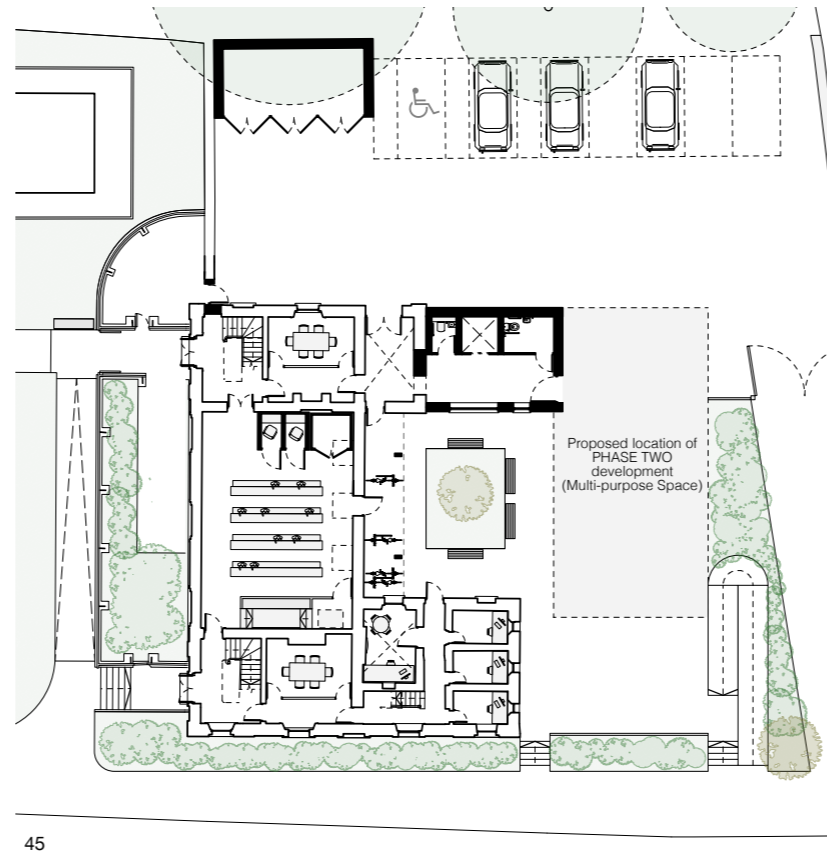 Proposed location of
PHASE TWO
development
(Multi-purpose Space)
45